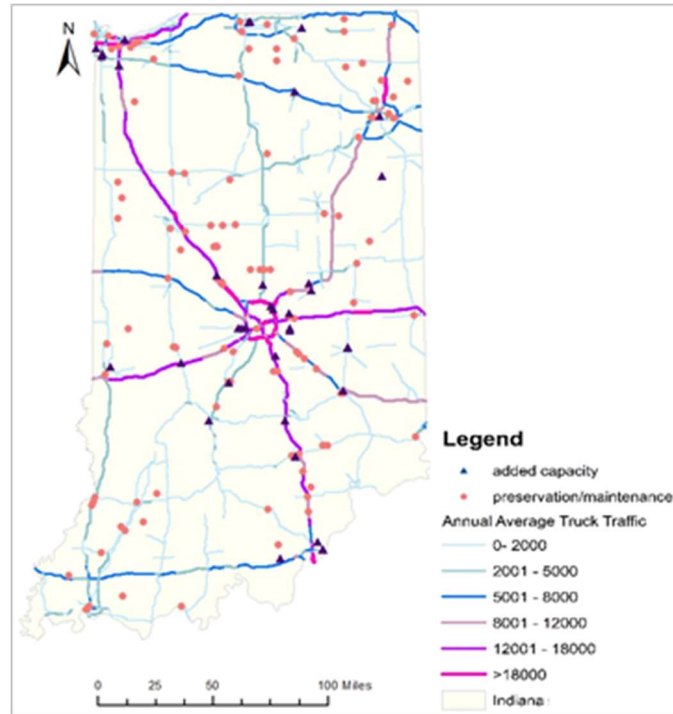 N
Legend
added capacity
preservation/maintenance
Annual Average Truck Traffic
0- 2000
2001 - 5000
5001 - 8000
8001 - 12000
12001 - 18000
>18000
Indiana
0 25 50 100 Miles